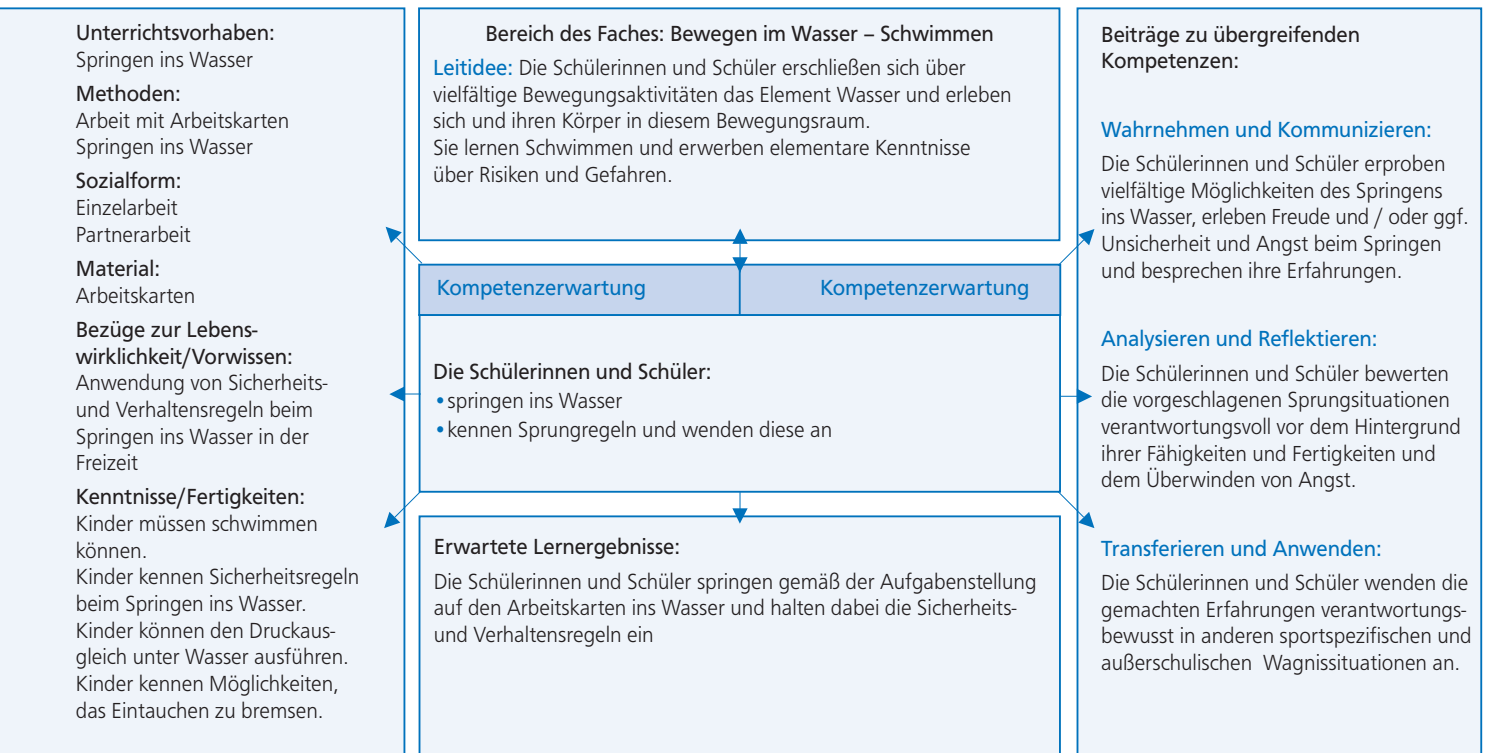 Unterrichtsvorhaben:
Springen ins Wasser
Methoden:
Arbeit mit Arbeitskarten
Springen ins Wasser
Sozialform:
Einzelarbeit
Partnerarbeit
Material:
Arbeitskarten
Bezüge zur Lebens-
wirklichkeit/Vorwissen:
Anwendung von Sicherheits-
und Verhaltensregeln beim
Springen ins Wasser in der
Freizeit
Kenntnisse/Fertigkeiten:
Kinder müssen schwimmen
können.
Kinder kennen Sicherheitsregeln
beim Springen ins Wasser.
Kinder können den Druckaus-
gleich unter Wasser ausführen.
Kinder kennen Möglichkeiten,
das Eintauchen zu bremsen.
Bereich des Faches: Bewegen im Wasser – Schwimmen
Leitidee: Die Schülerinnen und Schüler erschließen sich über
vielfältige Bewegungsaktivitäten das Element Wasser und erleben
sich und ihren Körper in diesem Bewegungsraum.
Sie lernen Schwimmen und erwerben elementare Kenntnisse
über Risiken und Gefahren.
Kompetenzerwartung Kompetenzerwartung
Die Schülerinnen und Schüler:
• springen ins Wasser
• kennen Sprungregeln und wenden diese an
Erwartete Lernergebnisse:
Die Schülerinnen und Schüler springen gemäß der Aufgabenstellung
auf den Arbeitskarten ins Wasser und halten dabei die Sicherheits-
und Verhaltensregeln ein
Beiträge zu übergreifenden
Kompetenzen:
Wahrnehmen und Kommunizieren:
Die Schülerinnen und Schüler erproben
vielfältige Möglichkeiten des Springens
ins Wasser, erleben Freude und / oder ggf.
Unsicherheit und Angst beim Springen
und besprechen ihre Erfahrungen.
Analysieren und Reflektieren:
Die Schülerinnen und Schüler bewerten
die vorgeschlagenen Sprungsituationen
verantwortungsvoll vor dem Hintergrund
ihrer Fähigkeiten und Fertigkeiten und
dem Überwinden von Angst.
Transferieren und Anwenden:
Die Schülerinnen und Schüler wenden die
gemachten Erfahrungen verantwortungs-
bewusst in anderen sportspezifischen und
außerschulischen Wagnissituationen an.